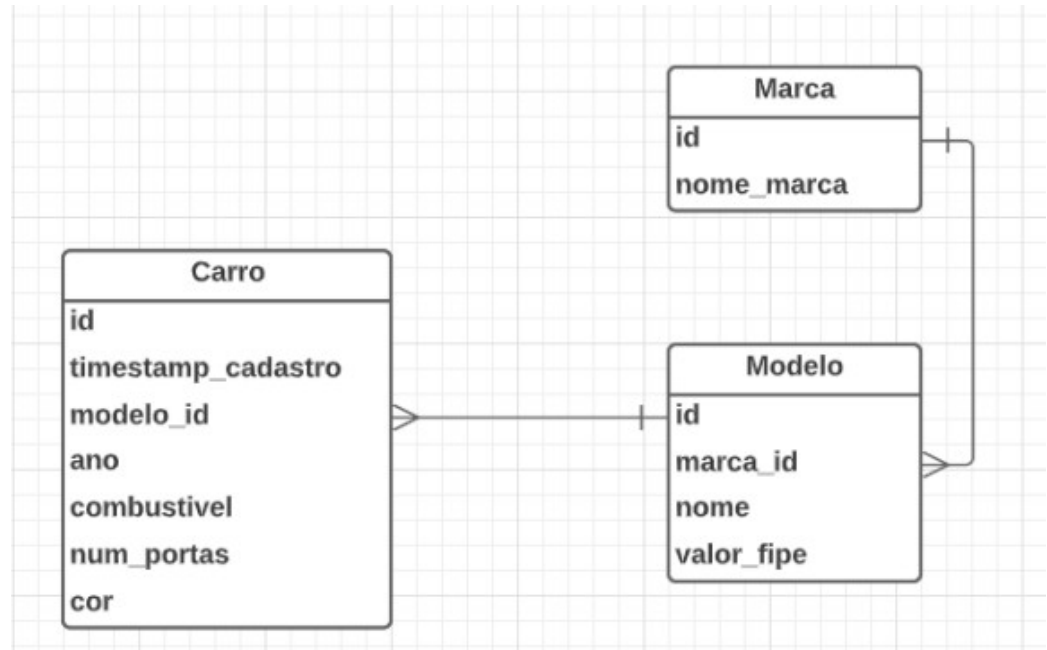 Marca
id
nome_marca
Carro
id
timestamp_cadastro
modelo_id
ano
combustivel
num_portas
cor
Modelo
id
marca_id
nome
valor_fipe